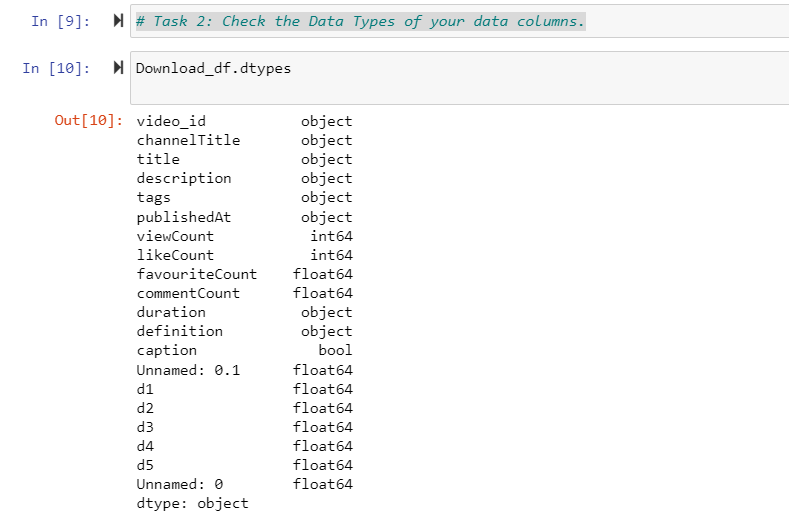 In [9]: # Task 2: Check the Data Types of your data columns.
In [10]: Download_df.dtypes
Out[10]: video_id object
channelTitle object
title object
description object
tags object
publishedAt object
viewCount int64
likeCount int64
favouriteCount float64
commentCount float64
duration object
definition object
caption bool
Unnamed: 0.1 float64
d1 float64
d2 float64
d3 float64
d4 float64
d5 float64
Unnamed: 0 float64
dtype: object